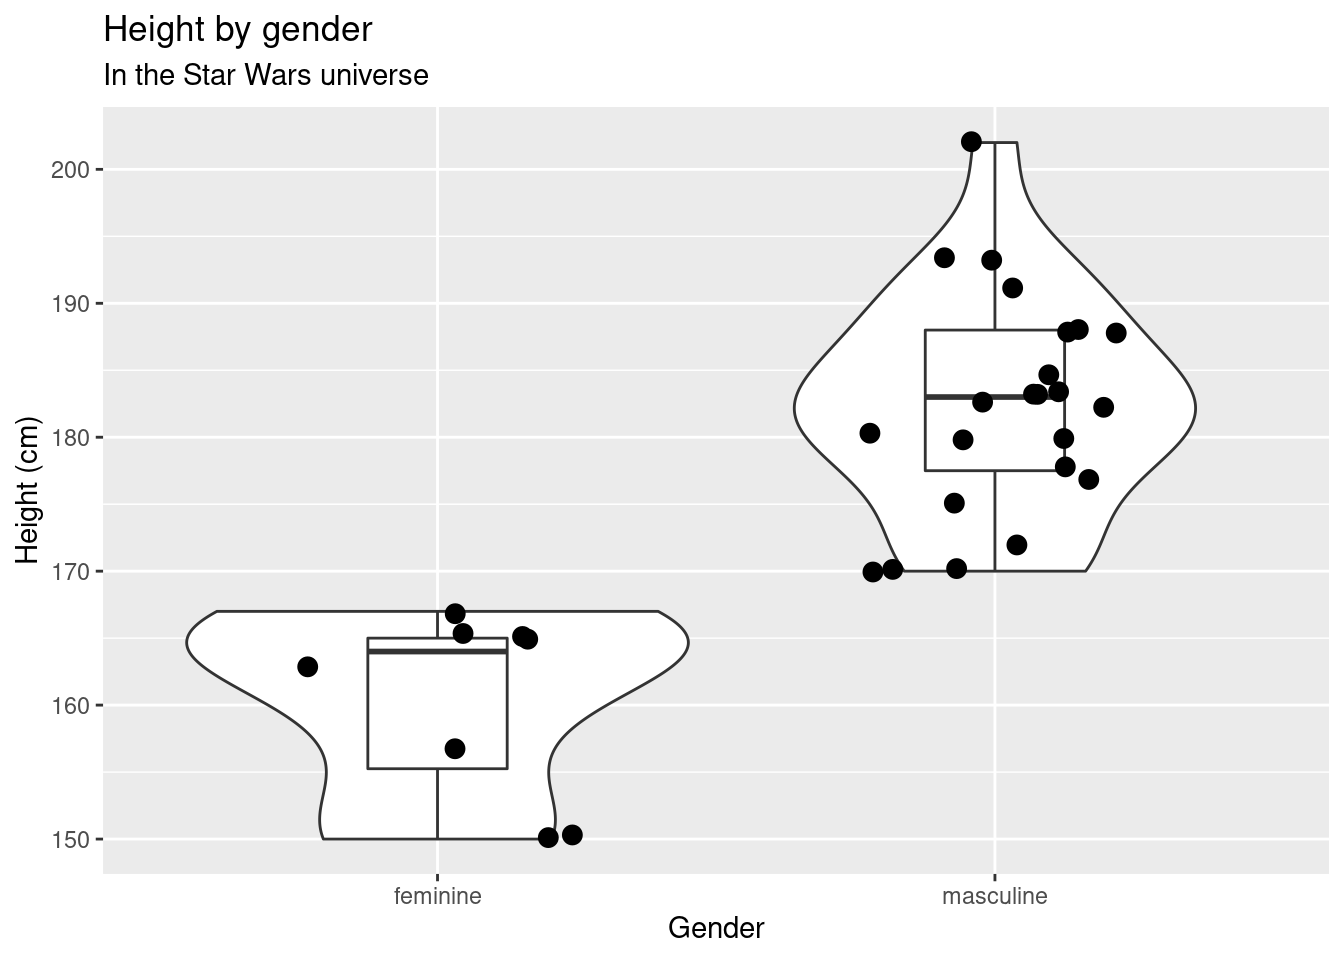 Height by gender
In the Star Wars universe
200
190
180
170
160
150
Height (cm)
feminine
masculine
Gender